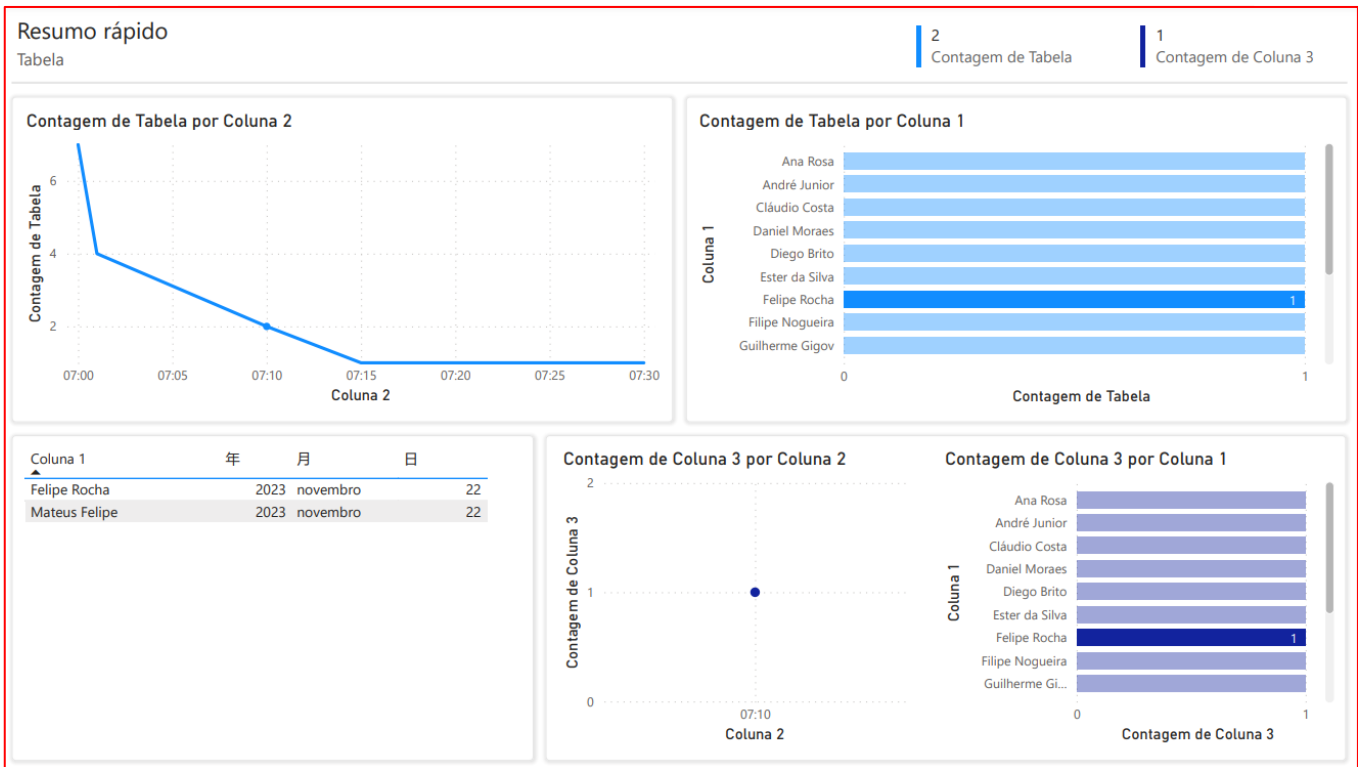 Resumo rápido
Tabela
2
Contagem de Tabela
1
Contagem de Coluna 3
Contagem de Tabela por Coluna 2
Contagem de Tabela
6
4
2
07:00 07:05 07:10 07:15 07:20 07:25 07:30
Coluna 2
Contagem de Tabela por Coluna 1
Coluna 1
Ana Rosa
André Junior
Cláudio Costa
Daniel Moraes
Diego Brito
Ester da Silva
Felipe Rocha 1
Filipe Nogueira
Guilherme Gigov
0 1
Contagem de Tabela
Coluna 1 年 月 日
Felipe Rocha 2023 novembro 22
Mateus Felipe 2023 novembro 22
Contagem de Coluna 3 por Coluna 2
Contagem de Coluna 3
2
1
0
07:10
Coluna 2
Contagem de Coluna 3 por Coluna 1
Coluna 1
Ana Rosa
André Junior
Cláudio Costa
Daniel Moraes
Diego Brito
Ester da Silva
Felipe Rocha 1
Filipe Nogueira
Guilherme Gi...
0 1
Contagem de Coluna 3